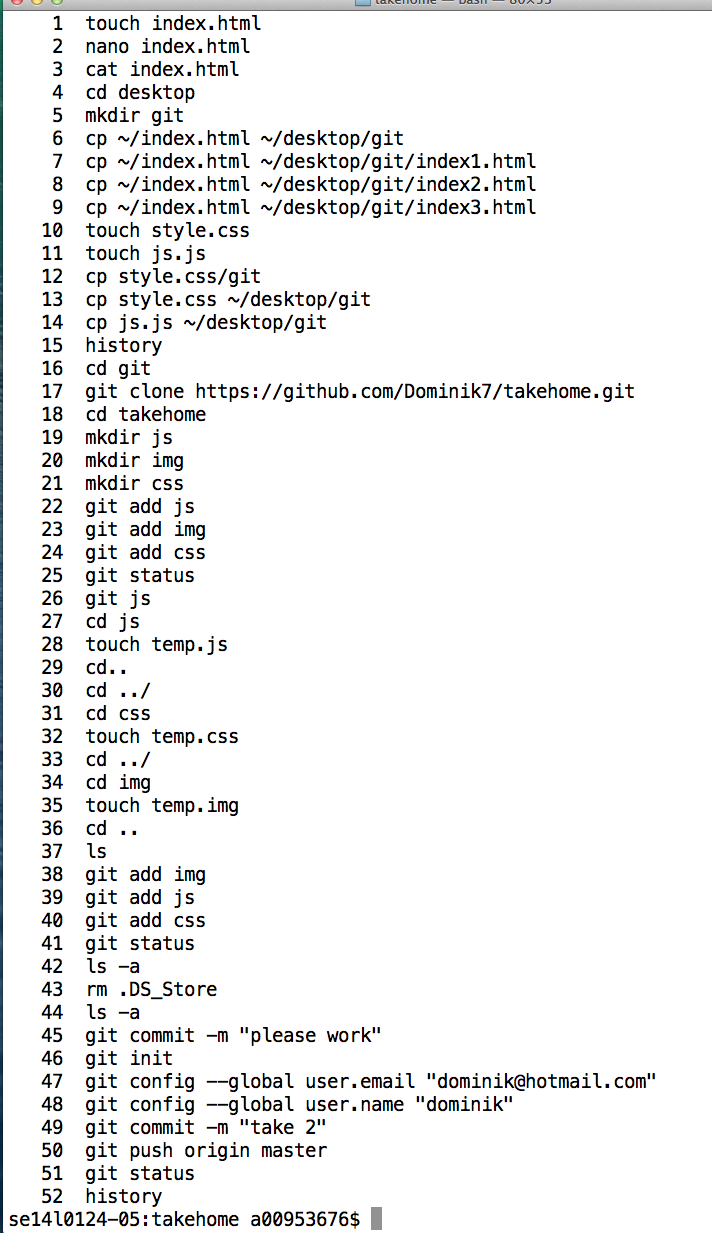 takehome — bash — 80×53
1 touch index.html
2 nano index.html
3 cat index.html
4 cd desktop
5 mkdir git
6 cp ~/index.html ~/desktop/git
7 cp ~/index.html ~/desktop/git/index1.html
8 cp ~/index.html ~/desktop/git/index2.html
9 cp ~/index.html ~/desktop/git/index3.html
10 touch style.css
11 touch js.js
12 cp style.css/git
13 cp style.css ~/desktop/git
14 cp js.js ~/desktop/git
15 history
16 cd git
17 git clone https://github.com/Dominik7/takehome.git
18 cd takehome
19 mkdir js
20 mkdir img
21 mkdir css
22 git add js
23 git add img
24 git add css
25 git status
26 git js
27 cd js
28 touch temp.js
29 cd..
30 cd ../
31 cd css
32 touch temp.css
33 cd ../
34 cd img
35 touch temp.img
36 cd ..
37 ls
38 git add img
39 git add js
40 git add css
41 git status
42 ls -a
43 rm .DS_Store
44 ls -a
45 git commit -m "please work"
46 git init
47 git config --global user.email "dominik@hotmail.com"
48 git config --global user.name "dominik"
49 git commit -m "take 2"
50 git push origin master
51 git status
52 history
se14l0124-05:takehome a00953676$